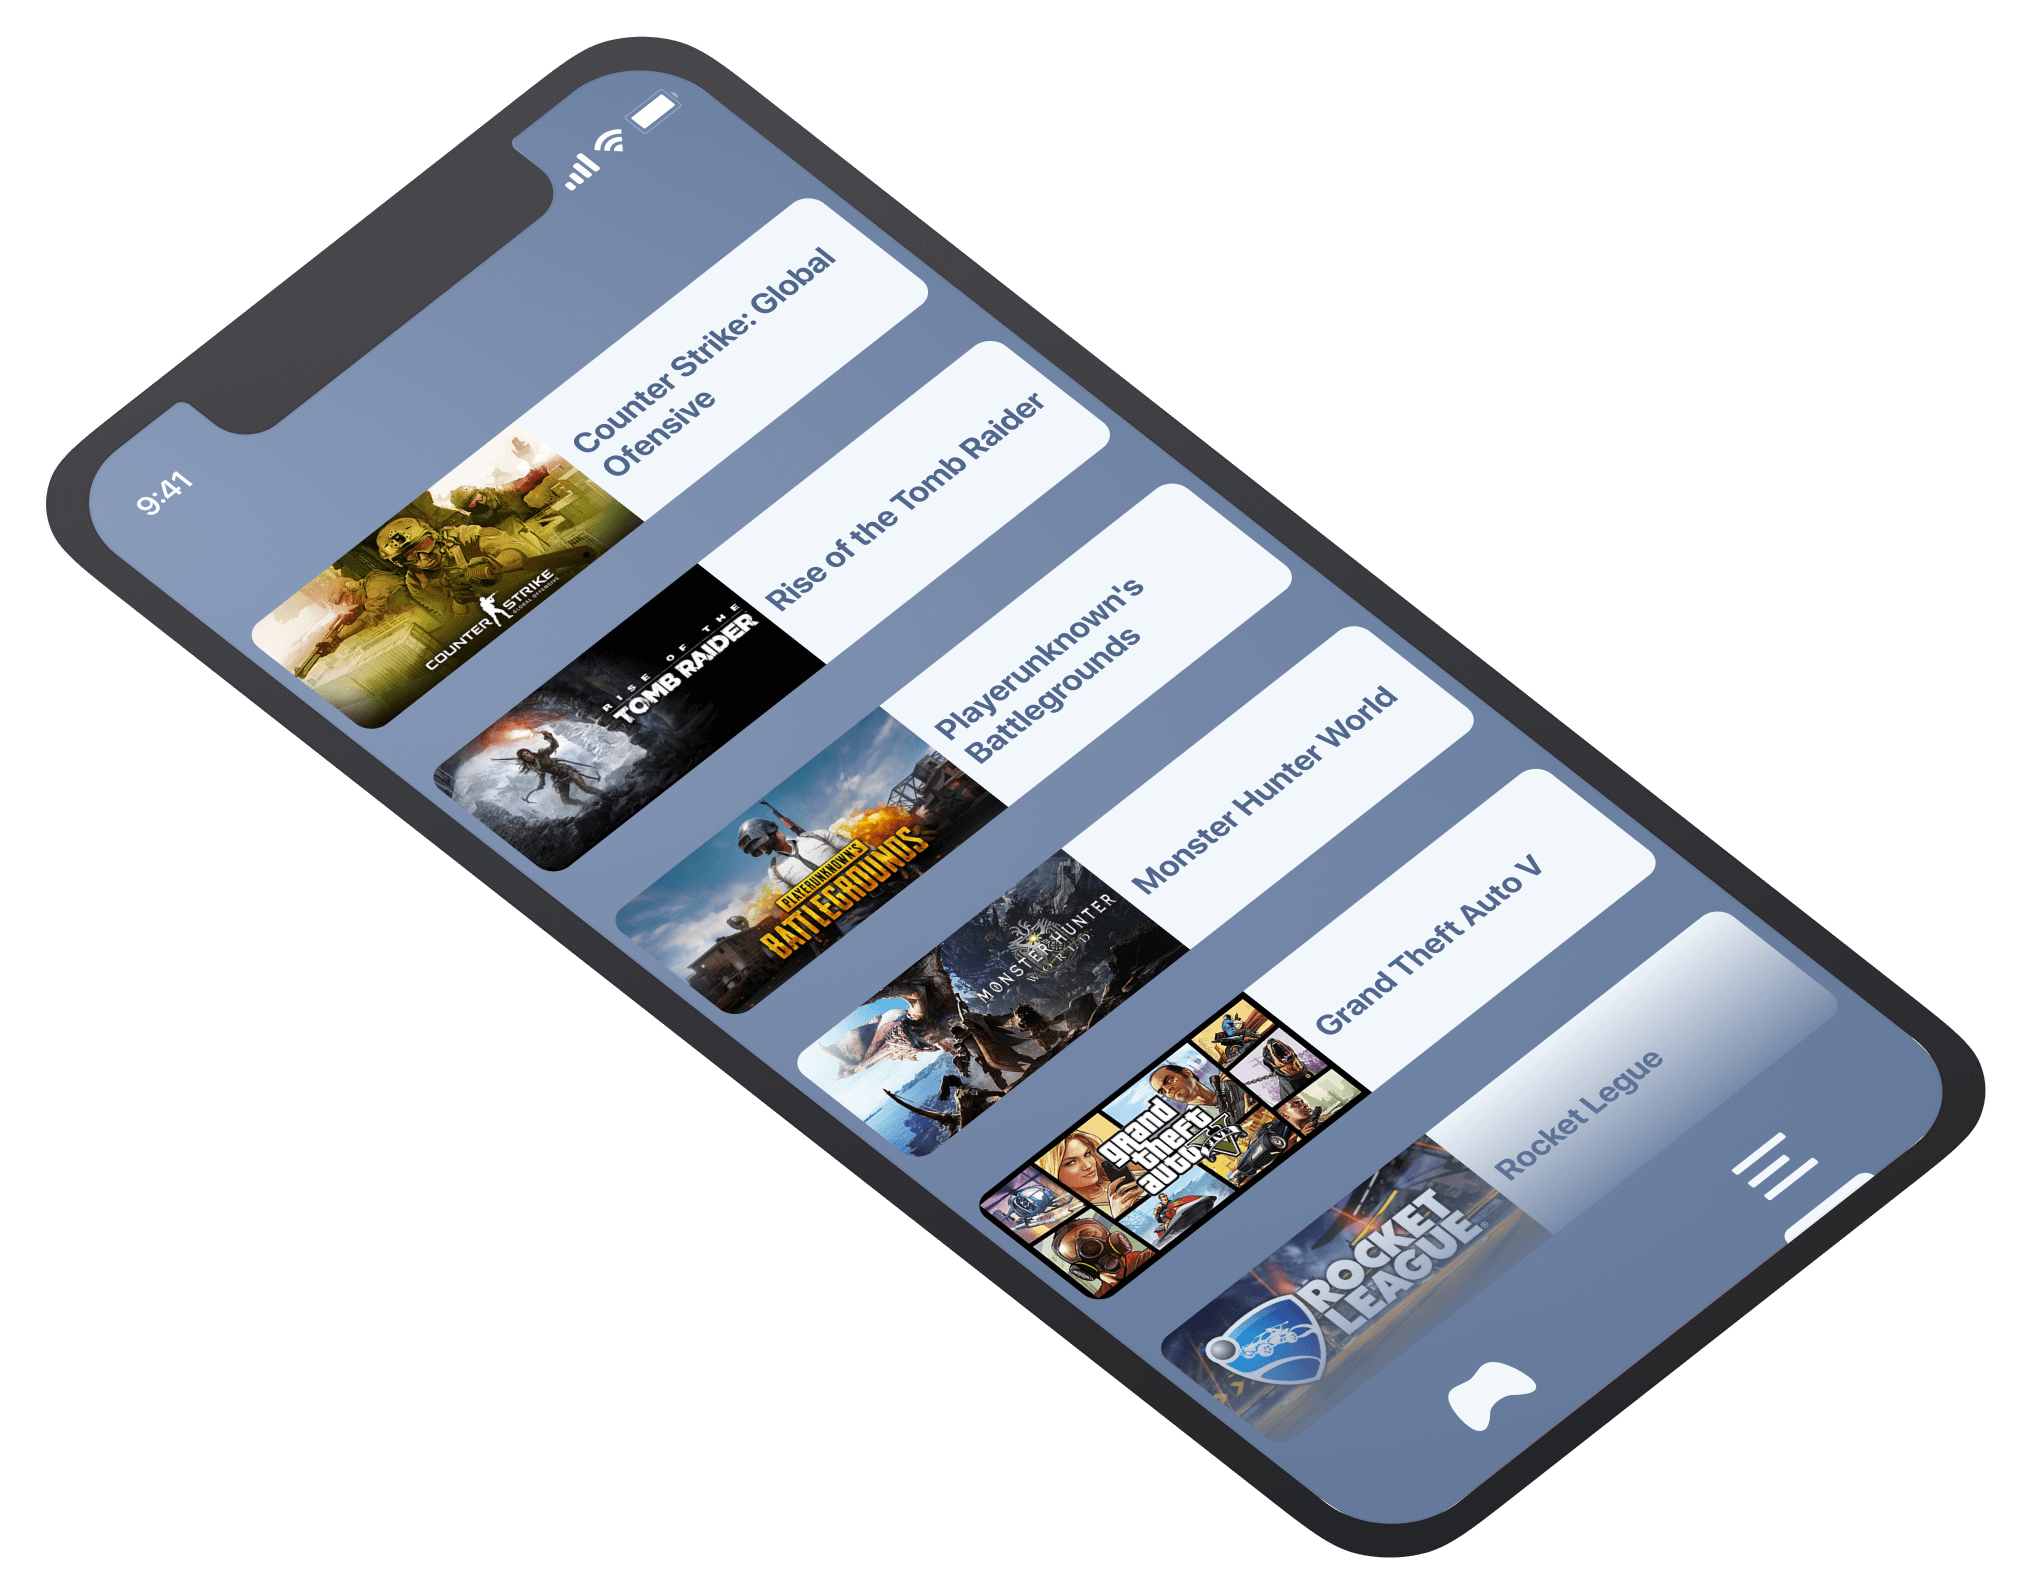 9:41
COUNTER STRIKE
GLOBAL OFFENSIVE
Counter Strike: Global
Ofensive
RISE OF THE
TOMB RAIDER
Rise of the Tomb Raider
PLAYERUNKNOWN'S
BATTLEGROUNDS
Playerunknown's
Battlegrounds
MONSTER HUNTER
WORLD
Monster Hunter World
grand
theft
auto
V
FIVE
Grand Theft Auto V
ROCKET
LEAGUE®
Rocket Legue